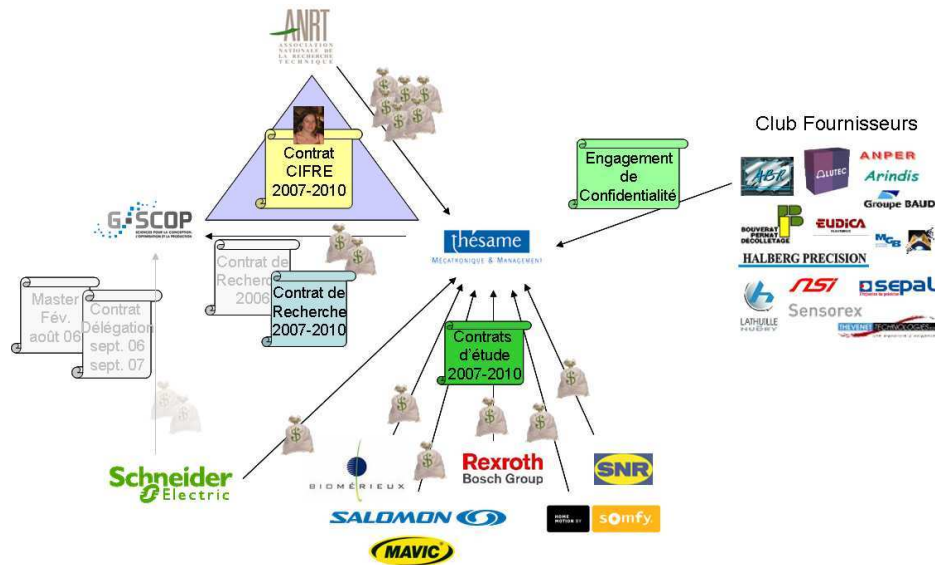 ANRT
ASSOCIATION
NATIONALE
DE LA
RECHERCHE
TECHNIQUE
Contrat
CIFRE
2007-2010
Engagement
de
Confidentialité
Club Fournisseurs
ABR
ALUTEC
ANPER
Arindis
Groupe BAUD
BOUVERAT
PERNAT
DECOLLETAGE
EUDICA
MGB
HALBERG PRECISION
LATHUILLE
HUDRY
nsi
SEPAL
Sensorex
THEVENET TECHNOLOGIES
G-SCOP
thésame
MÉCATRONIQUE & MANAGEMENT
Contrat de
Recherche
2006
Contrat de
Recherche
2007-2010
Master
Fév.
août 06
Contrat
Délégation
sept. 06
sept. 07
Contrats
d'étude
2007-2010
Schneider
Electric
BIOMÉRIEUX
Rexroth
Bosch Group
SNR
SALOMON
MAVIC
HOME
MOTION BY
somfy.